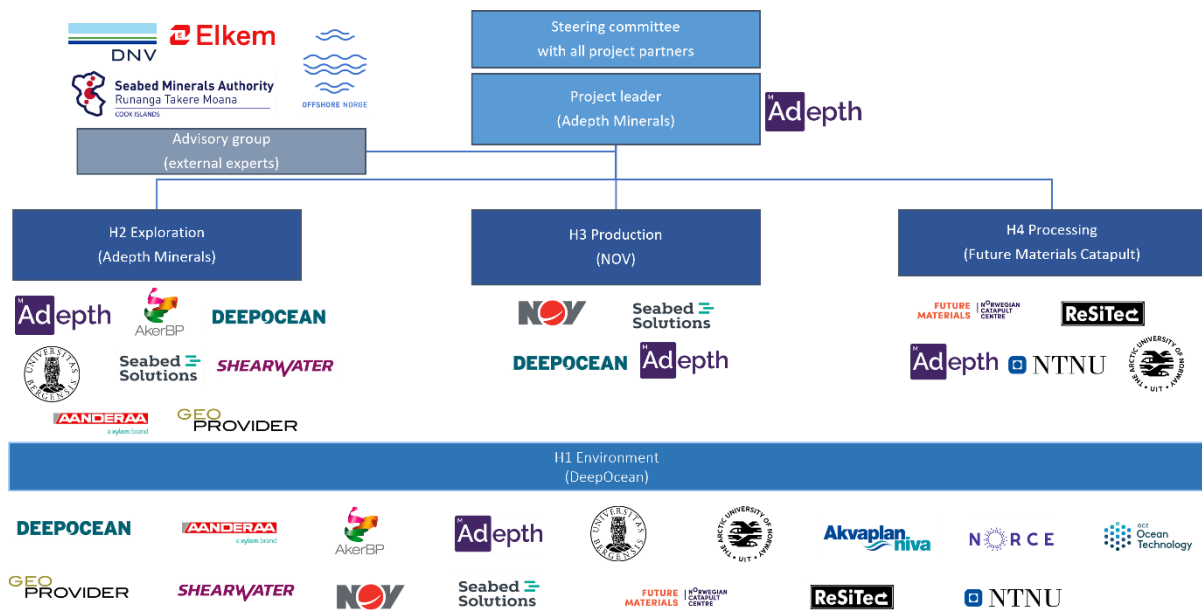 DNV
Elkem
Seabed Minerals Authority
Runanga Takere Moana
COOK ISLANDS
OFFSHORE NORGE
Steering committee
with all project partners
Project leader
(Adepth Minerals)
M
Adepth
Advisory group
(external experts)
H2 Exploration
(Adepth Minerals)
H3 Production
(NOV)
H4 Processing
(Future Materials Catapult)
M
Adepth
AkerBP
DEEPOCEAN
UNIVERSITAS
BERGENSIS
Seabed
Solutions
SHEARWATER
AANDERAA
a xylem brand
GEO
PROVIDER
NOV
Seabed
Solutions
DEEPOCEAN
M
Adepth
FUTURE
MATERIALS
NORWEGIAN
CATAPULT
CENTRE
ReSiTec
M
Adepth
NTNU
THE ARCTIC UNIVERSITY OF NORWAY
UIT
H1 Environment
(DeepOcean)
DEEPOCEAN
AANDERAA
a xylem brand
AkerBP
M
Adepth
UNIVERSITAS
BERGENSIS
THE ARCTIC UNIVERSITY OF NORWAY
UIT
Akvaplan
niva
NORCE
GCE
Ocean
Technology
GEO
PROVIDER
SHEARWATER
NOV
Seabed
Solutions
FUTURE
MATERIALS
NORWEGIAN
CATAPULT
CENTRE
ReSiTec
NTNU